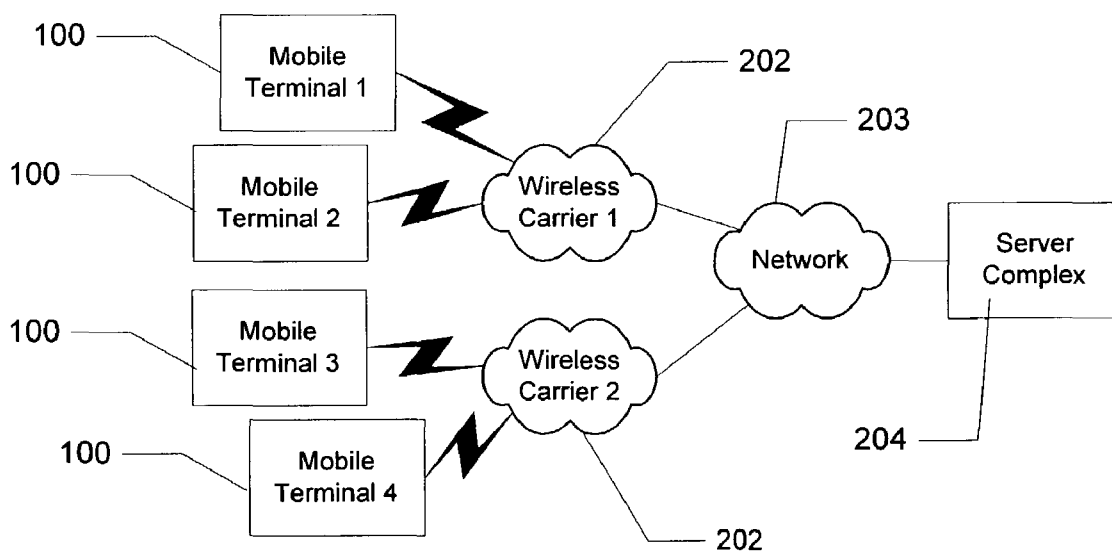 100
Mobile
Terminal 1
202
203
100
Mobile
Terminal 2
Wireless
Carrier 1
Network
Server
Complex
100
Mobile
Terminal 3
Wireless
Carrier 2
204
100
Mobile
Terminal 4
202